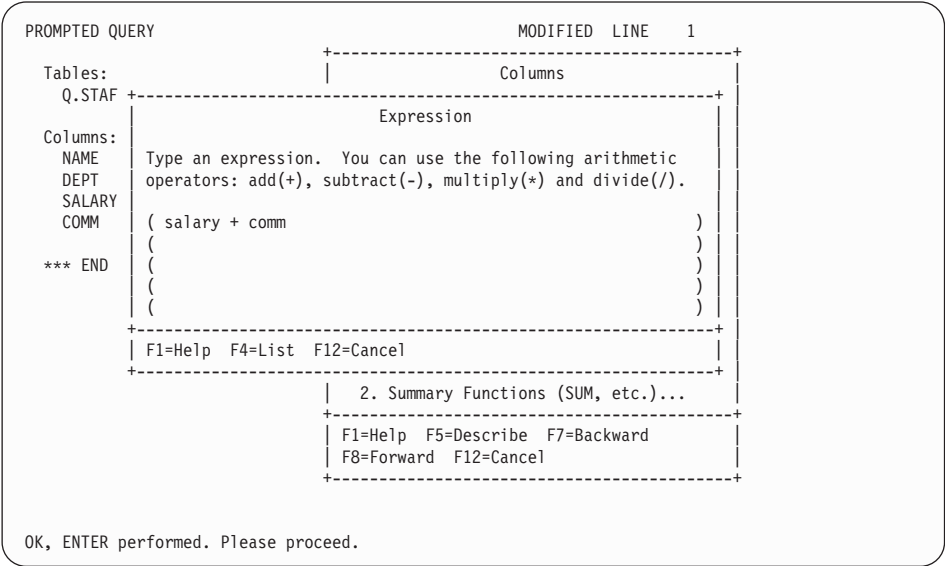 PROMPTED QUERY                                       MODIFIED  LINE    1
                                +-------------------------------------------+
  Tables:                       |                  Columns                  |
    Q.STAF +--------------------------------------------------------------+ |
           |                          Expression                          | |
  Columns: |                                                              | |
    NAME   | Type an expression.  You can use the following arithmetic    | |
    DEPT   | operators: add(+), subtract(-), multiply(*) and divide(/).   | |
    SALARY |                                                              | |
    COMM   | ( salary + comm                                            ) | |
           | (                                                          ) | |
  *** END  | (                                                          ) | |
           | (                                                          ) | |
           | (                                                          ) | |
           +--------------------------------------------------------------+ |
           | F1=Help  F4=List  F12=Cancel                                 | |
           +--------------------------------------------------------------+ |
                                |   2. Summary Functions (SUM, etc.)...     |
                                +-------------------------------------------+
                                | F1=Help  F5=Describe  F7=Backward         |
                                | F8=Forward  F12=Cancel                    |
                                +-------------------------------------------+
OK, ENTER performed. Please proceed.